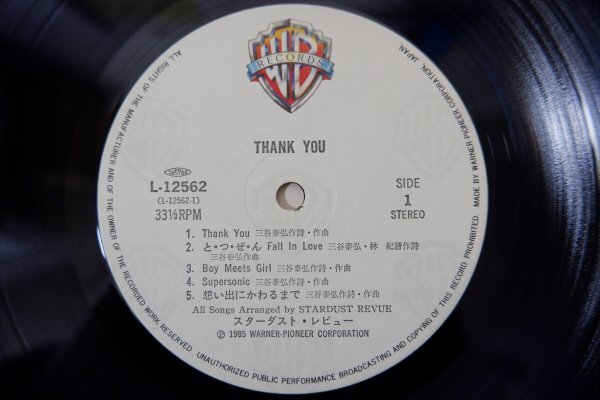 WB
RECORDS
THANK YOU
L-12562
(L-12562-1)
33⅓RPM
SIDE
1
STEREO
1. Thank You 三谷泰弘作詩・作曲
2. と・つ・ぜ・ん Fall In Love 三谷泰弘・林 紀勝作詩
三谷泰弘作曲
3. Boy Meets Girl 三谷泰弘作詩・作曲
4. Supersonic 三谷泰弘作詩・作曲
5. 想い出にかわるまで 三谷泰弘作詩・作曲
All Songs Arranged by STARDUST REVUE
スターダスト・レビュー
Ⓟ 1985 WARNER-PIONEER CORPORATION
ALL RIGHTS OF THE MANUFACTURER AND OF THE OWNER OF THE RECORDED WORK RESERVED. UNAUTHORIZED PUBLIC PERFORMANCE BROADCASTING AND COPYING OF THIS RECORD PROHIBITED. MADE BY WARNER-PIONEER CORPORATION, JAPAN